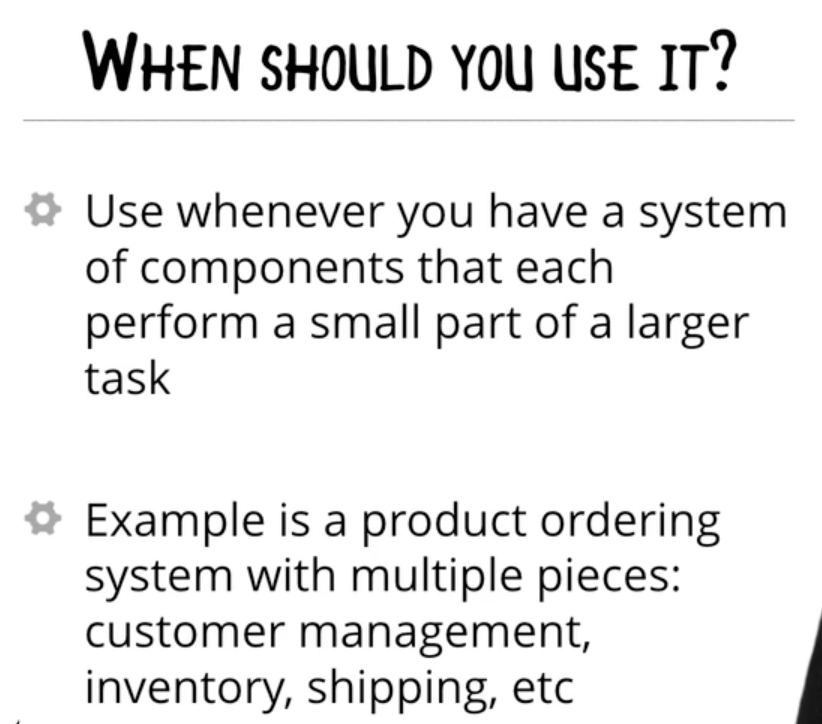 WHEN SHOULD YOU USE IT?
Use whenever you have a system
of components that each
perform a small part of a larger
task
Example is a product ordering
system with multiple pieces:
customer management,
inventory, shipping, etc